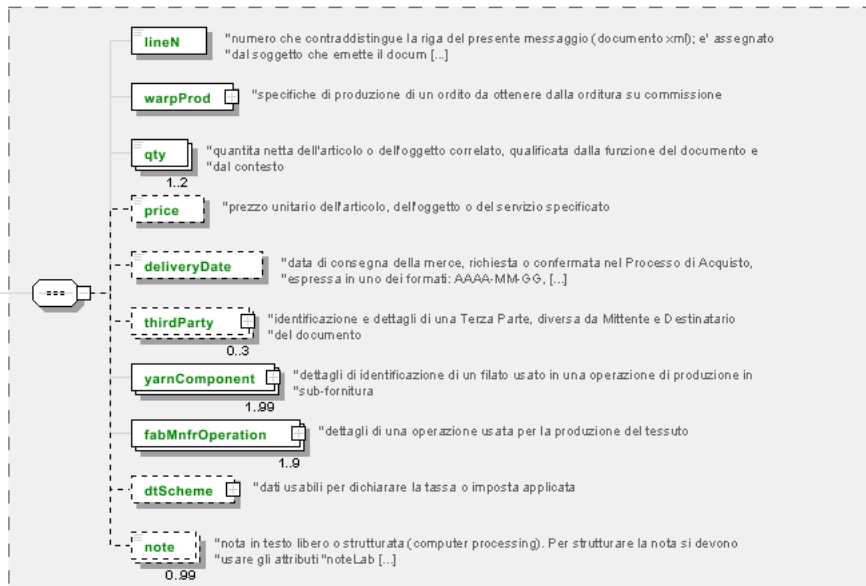 lineN
"numero che contraddistingue la riga del presente messaggio (documento xml); e' assegnato
"dal soggetto che emette il docum [...]
warpProd
"specifiche di produzione di un ordito da ottenere dalla orditura su commissione
qty
"quantita netta dell'articolo o dell'oggetto correlato, qualificata dalla funzione del documento e
"dal contesto
1..2
price
"prezzo unitario dell'articolo, dell'oggetto o del servizio specificato
deliveryDate
"data di consegna della merce, richiesta o confermata nel Processo di Acquisto,
"espressa in uno dei formati: AAAA-MM-GG, [...]
thirdParty
"identificazione e dettagli di una Terza Parte, diversa da Mittente e Destinatario
"del documento
0..3
yarnComponent
"dettagli di identificazione di un filato usato in una operazione di produzione in
"sub-fornitura
1..99
fabMnfrOperation
"dettagli di una operazione usata per la produzione del tessuto
1..9
dtScheme
"dati usabili per dichiarare la tassa o imposta applicata
note
"nota in testo libero o strutturata (computer processing). Per strutturare la nota si devono
"usare gli attributi "noteLab [...]
0..99